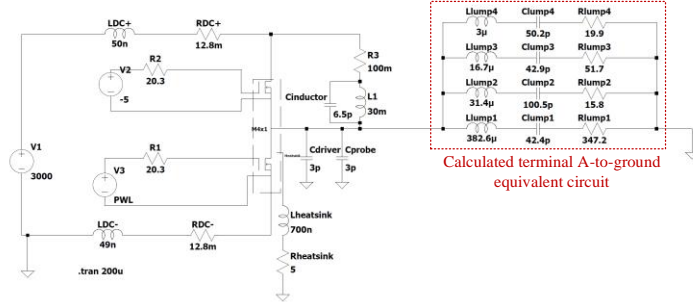 LDC+
50n
RDC+
12.8m
R3
100m
V2
-5
R2
20.3
Cinductor
6.5p
L1
30m
V1
3000
V3
PWL
R1
20.3
Cdriver
3p
Cprobe
3p
LDC-
49n
RDC-
12.8m
Lheatsink
700n
Rheatsink
5
.tran 200u
Llump4
3µ
Clump4
50.2p
Rlump4
19.9
Llump3
16.7µ
Clump3
42.9p
Rlump3
51.7
Llump2
31.4µ
Clump2
100.5p
Rlump2
15.8
Llump1
382.6µ
Clump1
42.4p
Rlump1
347.2
Calculated terminal A-to-ground
equivalent circuit